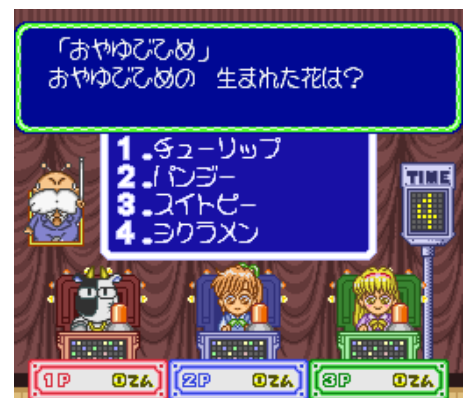 「おやゆびひめ」
おやゆびひめの 生まれた花は？
1.チューリップ
2.パンジー
3.スイトピー
4.シクラメン
TIME
4
1P 0てん 2P 0てん 3P 0てん